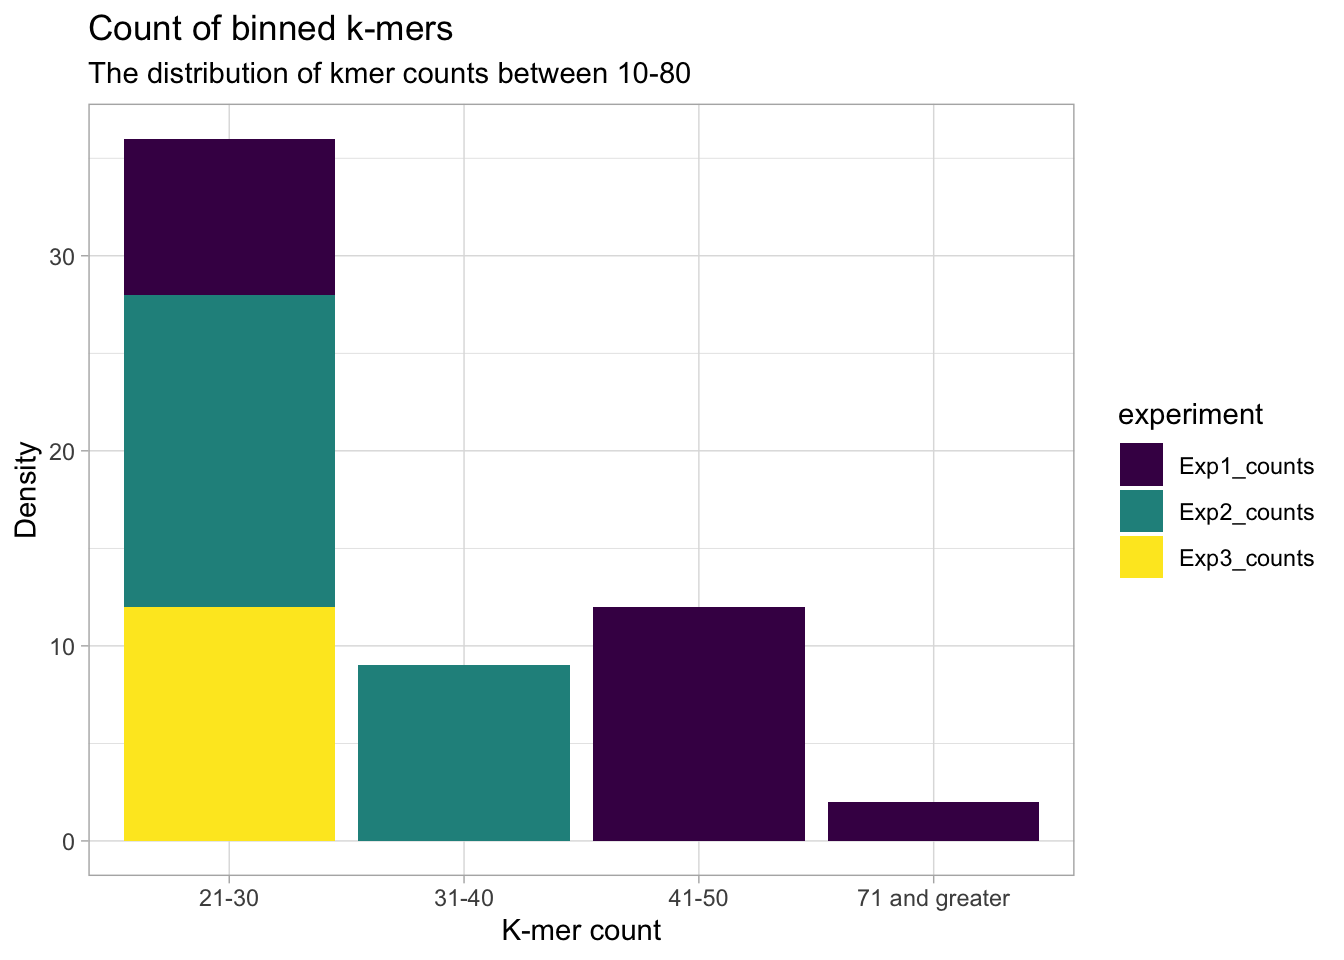 Count of binned k-mers
The distribution of kmer counts between 10-80
Density
30
20
10
0
21-30
31-40
41-50
71 and greater
K-mer count
experiment
Exp1_counts
Exp2_counts
Exp3_counts